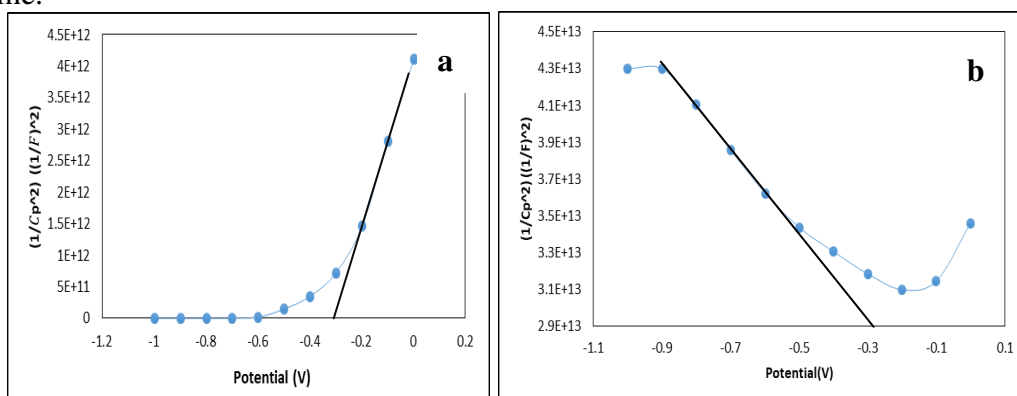 a
(1/Cp^2) ((1/F)^2)
4.5E+12
4E+12
3.5E+12
3E+12
2.5E+12
2E+12
1.5E+12
1E+12
5E+11
0
-1.2 -1 -0.8 -0.6 -0.4 -0.2 0 0.2
Potential (V)
b
(1/Cp^2) ((1/F)^2)
4.5E+13
4.3E+13
4.1E+13
3.9E+13
3.7E+13
3.5E+13
3.3E+13
3.1E+13
2.9E+13
-1.1 -0.9 -0.7 -0.5 -0.3 -0.1 0.1
Potential(V)